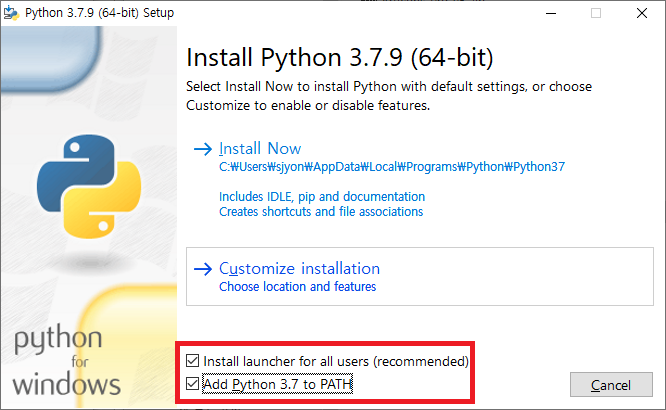 Python 3.7.9 (64-bit) Setup
Install Python 3.7.9 (64-bit)
Select Install Now to install Python with default settings, or choose
Customize to enable or disable features.
Install Now
C:₩Users₩sjyon₩AppData₩Local₩Programs₩Python₩Python37
Includes IDLE, pip and documentation
Creates shortcuts and file associations
Customize installation
Choose location and features
python
for
windows
Install launcher for all users (recommended)
Add Python 3.7 to PATH
Cancel